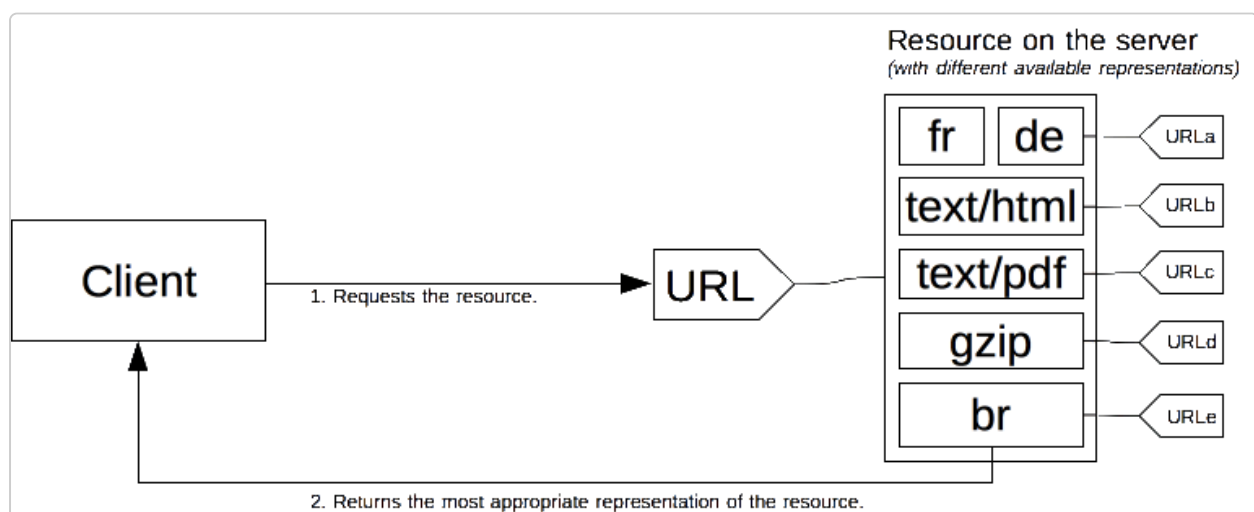 Resource on the server
(with different available representations)
fr
de
URLa
text/html
URLb
Client
1. Requests the resource.
URL
text/pdf
URLc
gzip
URLd
br
URLe
2. Returns the most appropriate representation of the resource.